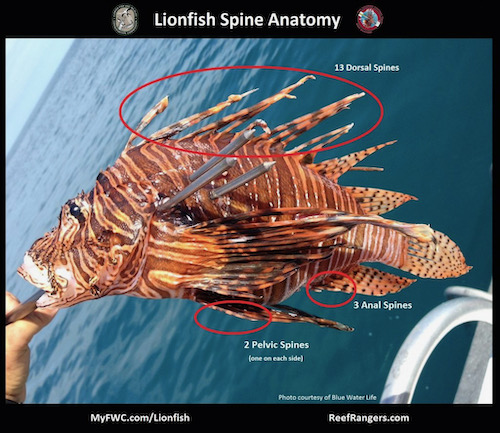 Lionfish Spine Anatomy
13 Dorsal Spines
3 Anal Spines
2 Pelvic Spines
(one on each side)
Photo courtesy of Blue Water Life
MyFWC.com/Lionfish
ReefRangers.com